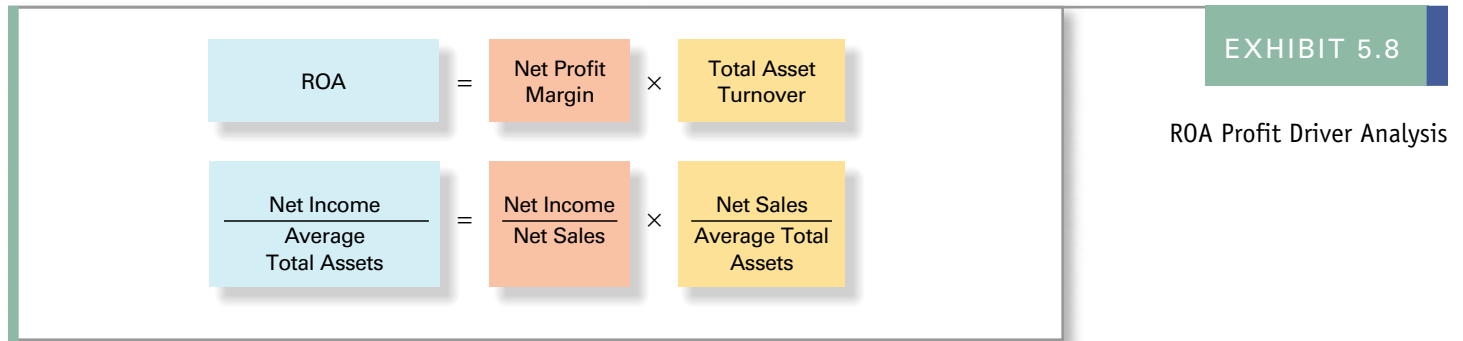 EXHIBIT 5.8
ROA Profit Driver Analysis
ROA = Net Profit Margin × Total Asset Turnover
Net Income
Average
Total Assets
=
Net Income
Net Sales
×
Net Sales
Average Total
Assets